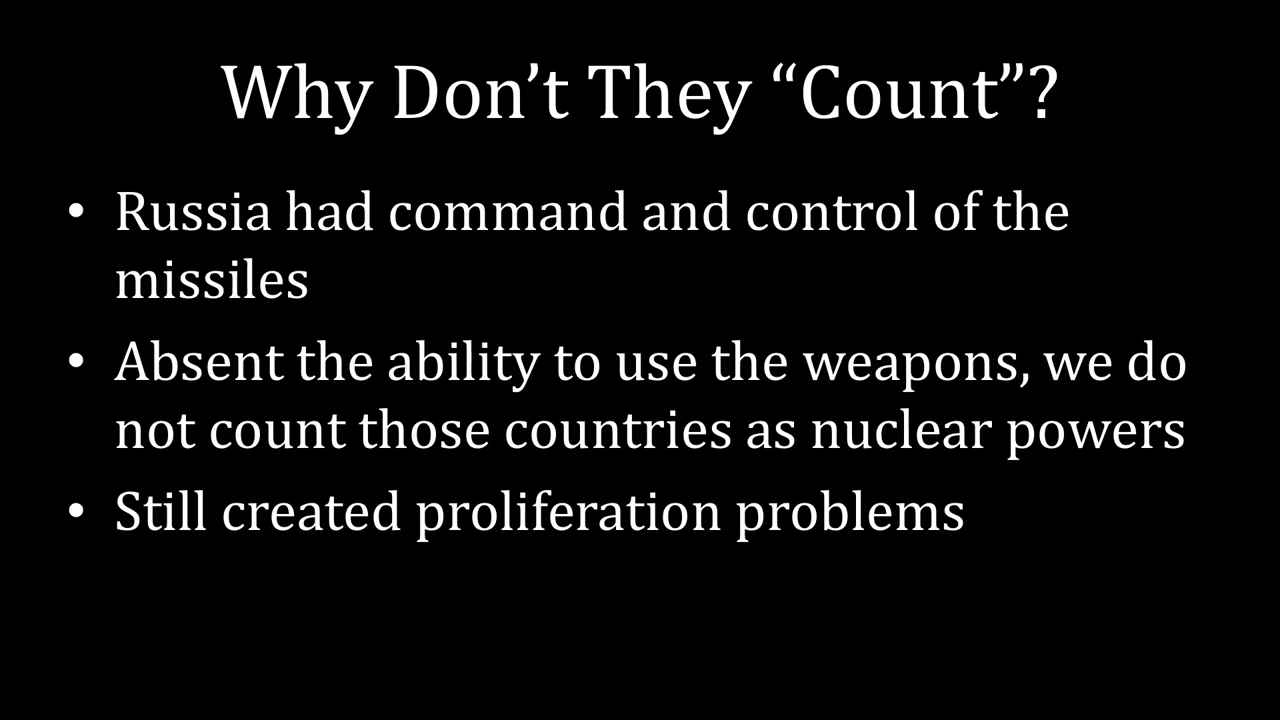 Why Don’t They “Count”?
• Russia had command and control of the
missiles
• Absent the ability to use the weapons, we do
not count those countries as nuclear powers
• Still created proliferation problems